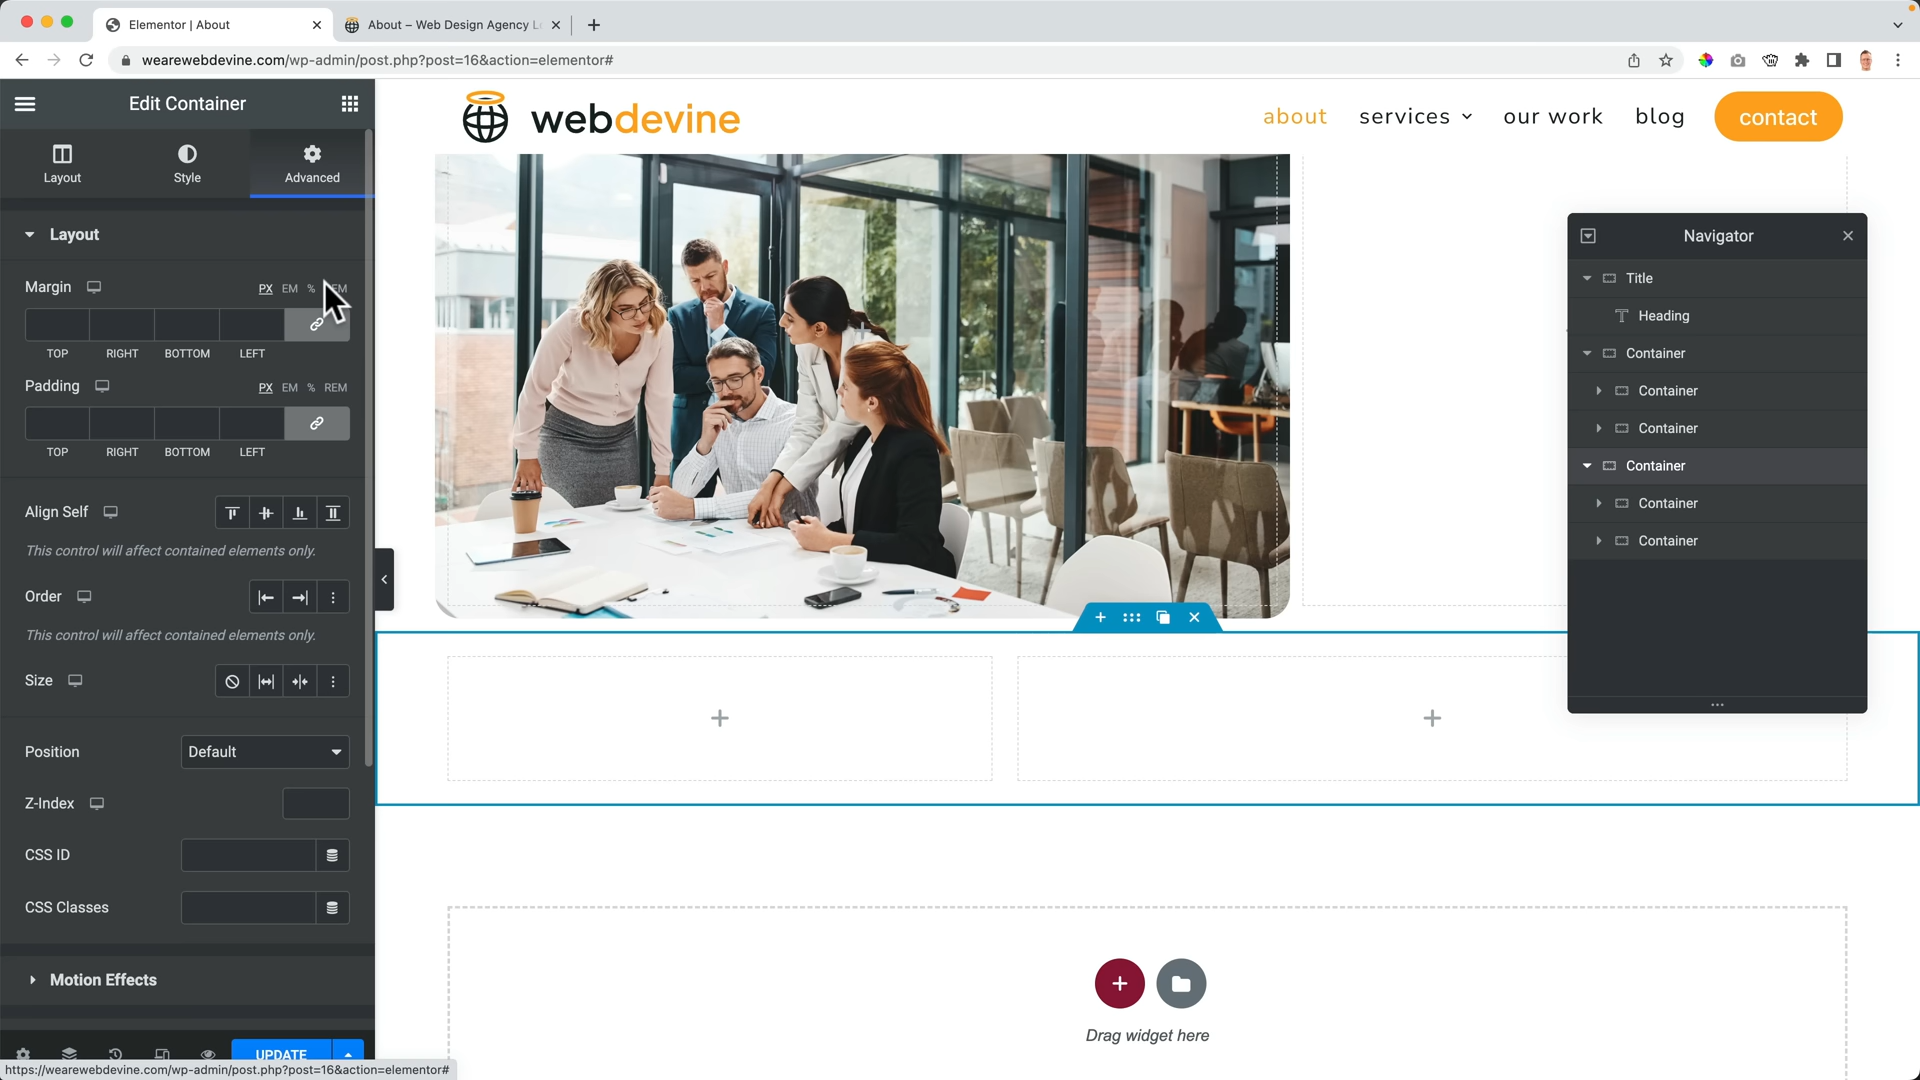 Elementor | About
About – Web Design Agency L
wearewebdevine.com/wp-admin/post.php?post=16&action=elementor#
Edit Container
Layout
Style
Advanced
webdevine
about
services
our work
blog
contact
Layout
Margin
PX EM %
EM
TOP RIGHT BOTTOM LEFT
Padding
PX EM % REM
TOP RIGHT BOTTOM LEFT
Align Self
This control will affect contained elements only.
Order
This control will affect contained elements only.
Size
Position
Default
Z-Index
CSS ID
CSS Classes
Motion Effects
UPDATE
https://wearewebdevine.com/wp-admin/post.php?post=16&action=elementor#
Navigator
Title
Heading
Container
Container
Container
Container
Container
Container
Drag widget here